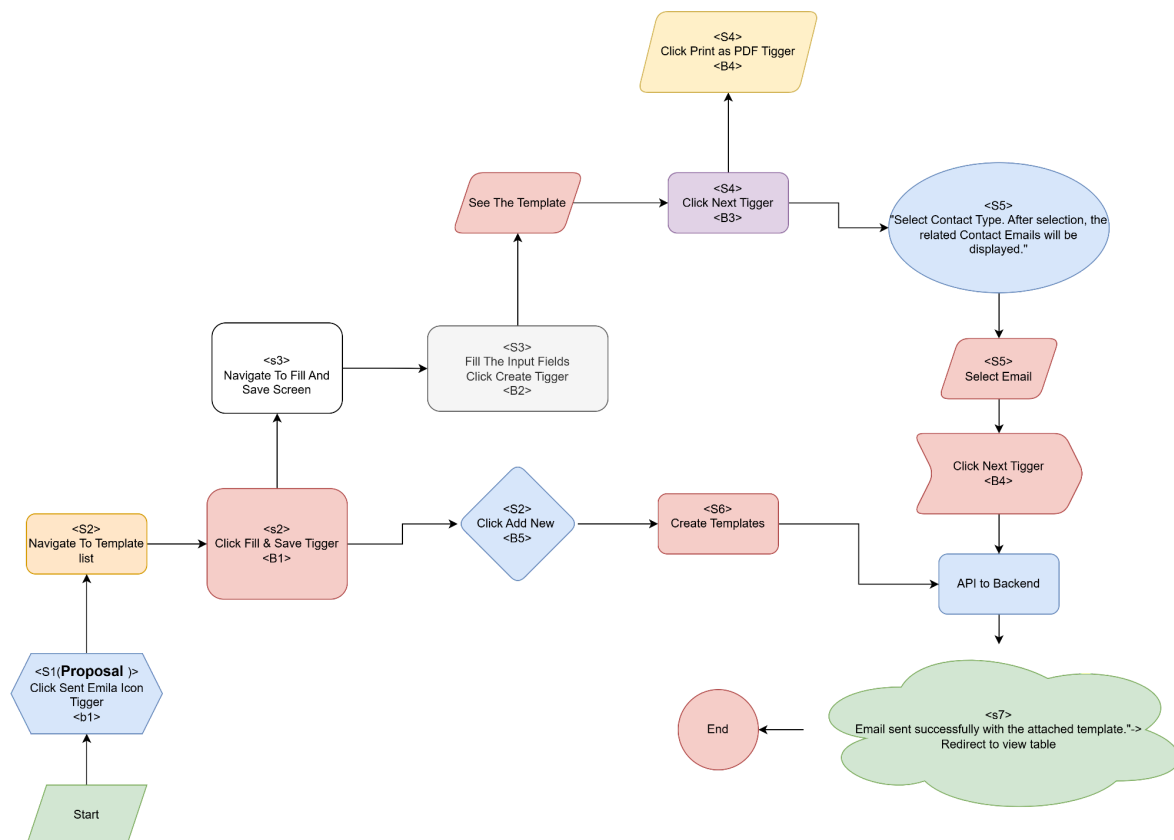 <S4>
Click Print as PDF Tigger
<B4>
See The Template
<S4>
Click Next Tigger
<B3>
<S5>
"Select Contact Type. After selection, the
related Contact Emails will be
displayed."
<s3>
Navigate To Fill And
Save Screen
<S3>
Fill The Input Fields
Click Create Tigger
<B2>
<S5>
Select Email
Click Next Tigger
<B4>
<S2>
Navigate To Template
list
<s2>
Click Fill & Save Tigger
<B1>
<S2>
Click Add New
<B5>
<S6>
Create Templates
API to Backend
<S1(Proposal )>
Click Sent Emila Icon
Tigger
<b1>
End
<s7>
Email sent successfully with the attached template."->
Redirect to view table
Start